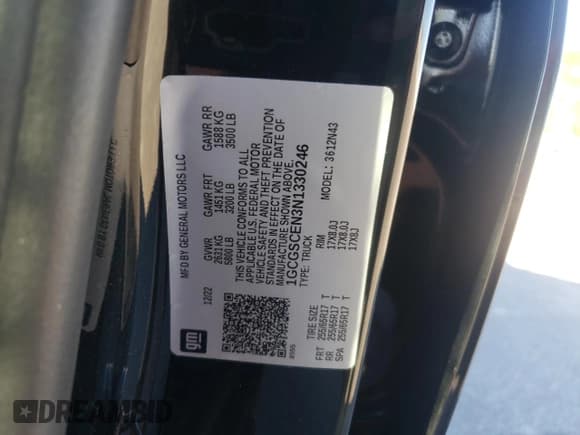 MFD BY GENERAL MOTORS LLC
12/22
GVWR
2631 KG
5800 LB
GAWR FRT
1451 KG
3200 LB
GAWR RR
1588 KG
3500 LB
THIS VEHICLE CONFORMS TO ALL
APPLICABLE U.S. FEDERAL MOTOR
VEHICLE SAFETY AND THEFT PREVENTION
STANDARDS IN EFFECT ON THE DATE OF
MANUFACTURE SHOWN ABOVE.
1GCGSCEN3N1330246
TYPE: TRUCK
MODEL: 3612N43
TIRE SIZE RIM
FRT 255/65R17 T 17X8.0J
RR 255/65R17 T 17X8.0J
SPA 255/65R17 T 17X8J
gm
DREAMBID